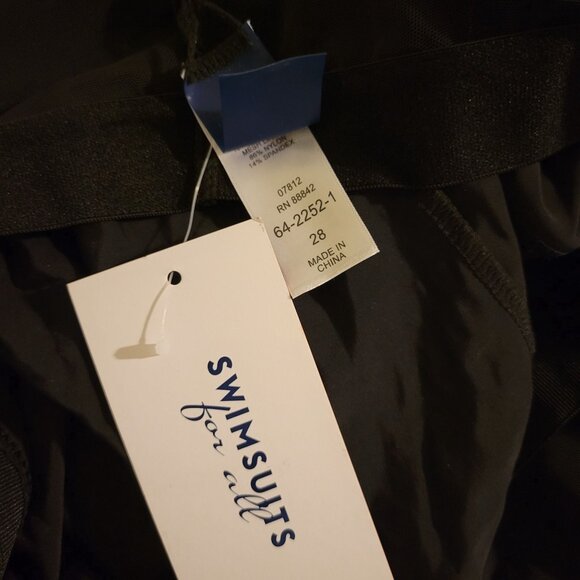 MESH
86% NYLON
14% SPANDEX
07812
RN 88842
64-2252-1
28
MADE IN
CHINA
SWIMSUITS
for all